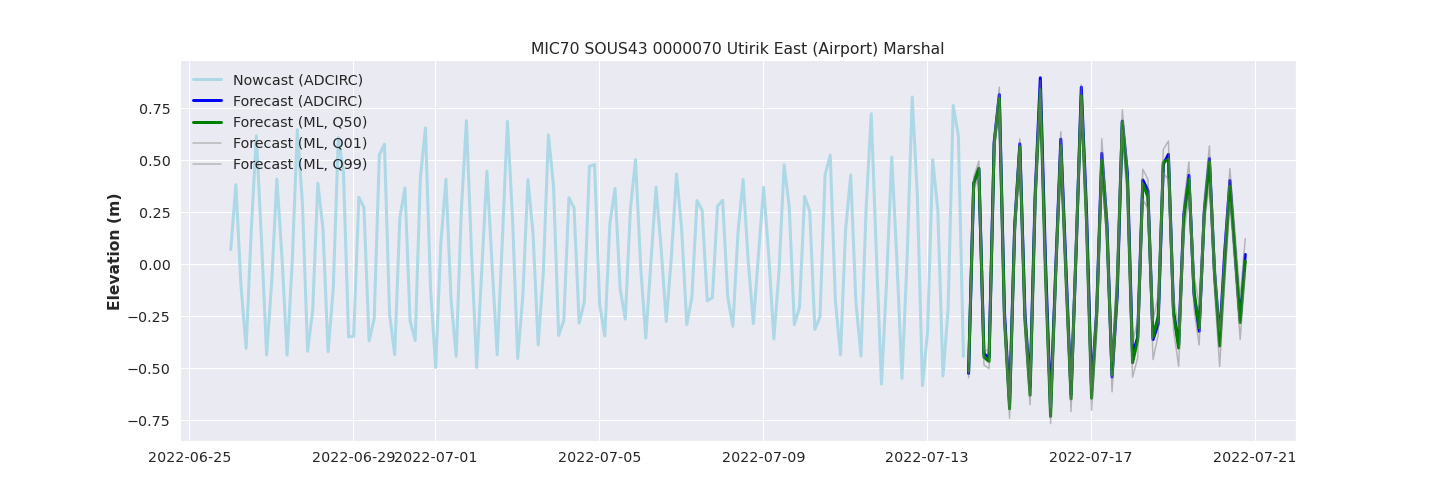 MIC70 SOUS43 0000070 Utirik East (Airport) Marshal
Nowcast (ADCIRC)
Forecast (ADCIRC)
Forecast (ML, Q50)
Forecast (ML, Q01)
Forecast (ML, Q99)
Elevation (m)
0.75
0.50
0.25
0.00
−0.25
−0.50
−0.75
2022-06-25
2022-06-29
2022-07-01
2022-07-05
2022-07-09
2022-07-13
2022-07-17
2022-07-21